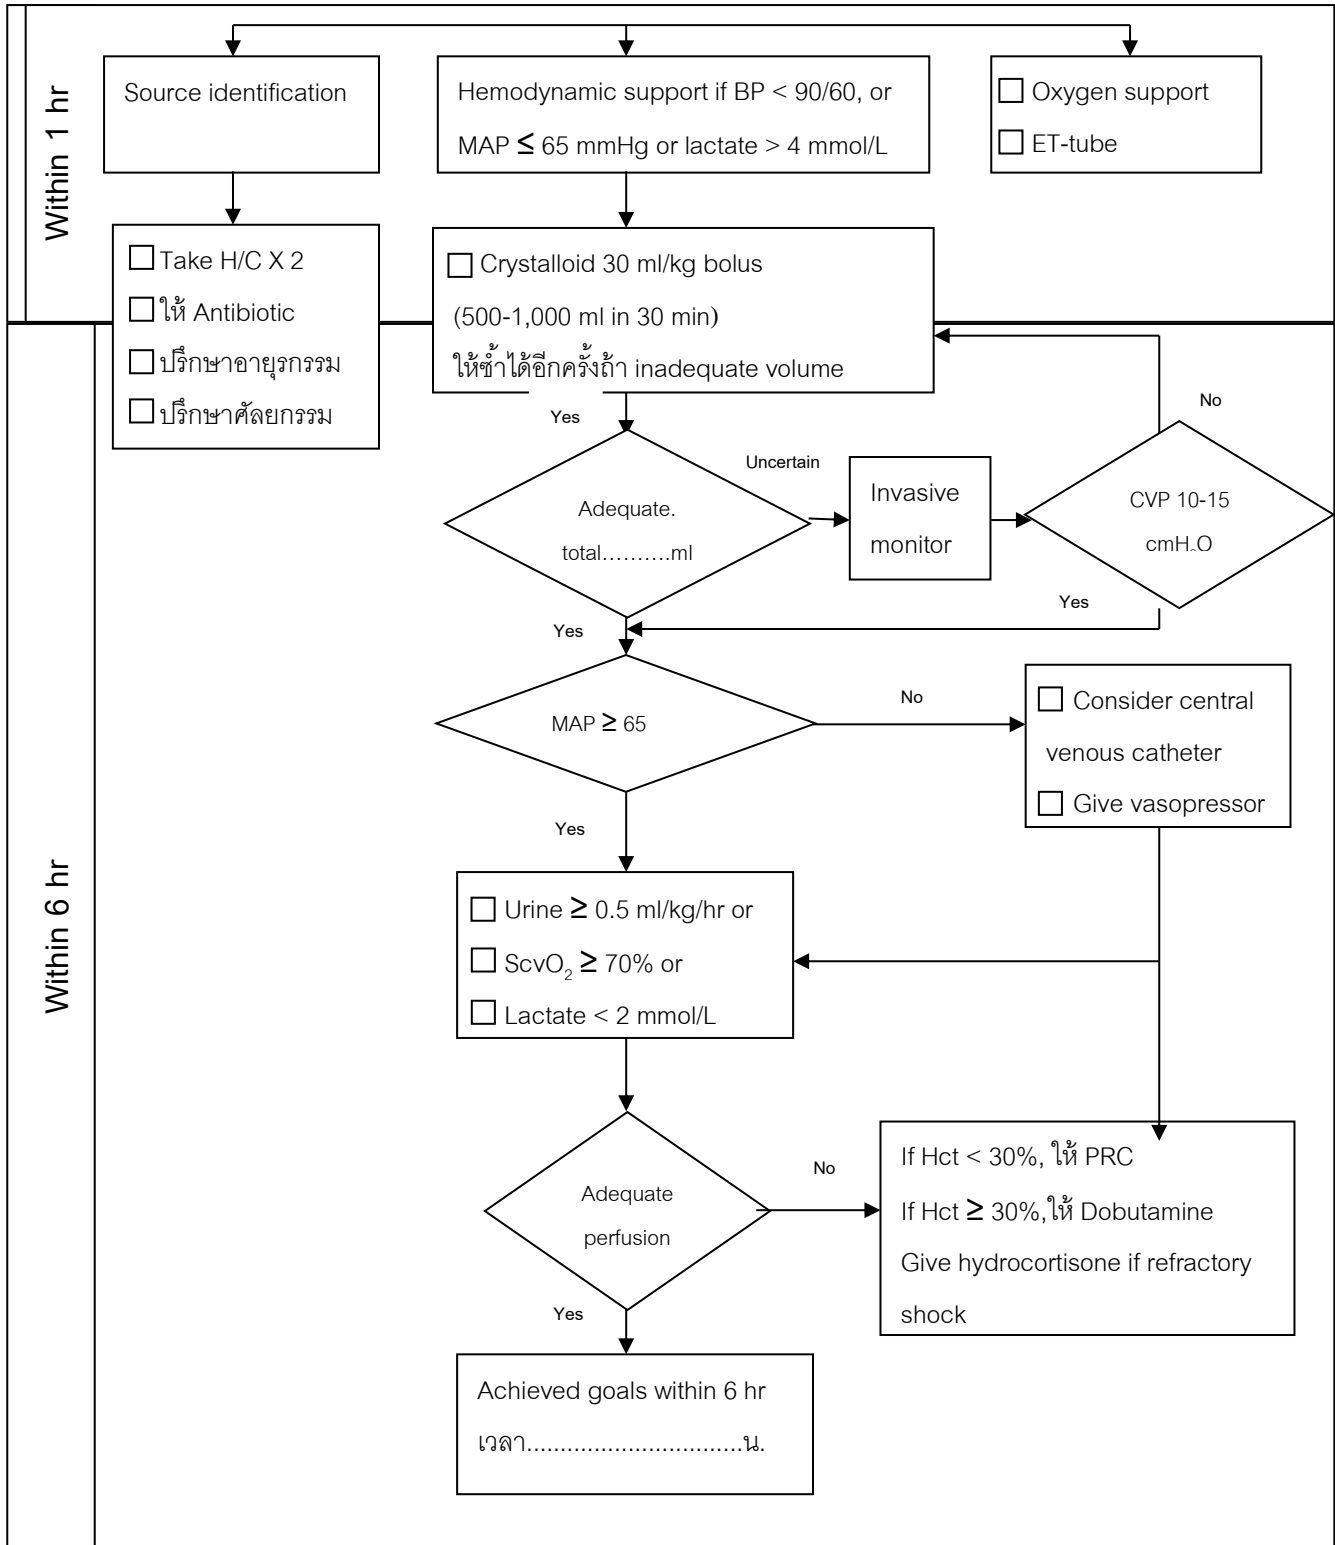 Within 1 hr
Source identification
Hemodynamic support if BP < 90/60, or
MAP ≤ 65 mmHg or lactate > 4 mmol/L
Oxygen support
ET-tube
Take H/C X 2
ให้ Antibiotic
ปรึกษาอายุรกรรม
ปรึกษาศัลยกรรม
Crystalloid 30 ml/kg bolus
(500-1,000 ml in 30 min)
ให้ซ้ำได้อีกครั้งถ้า inadequate volume
Within 6 hr
Yes
No
Uncertain
Adequate.
total..........ml
Invasive
monitor
CVP 10-15
cmH2O
Yes
Yes
MAP ≥ 65
No
Consider central
venous catheter
Give vasopressor
Yes
Urine ≥ 0.5 ml/kg/hr or
ScvO2 ≥ 70% or
Lactate < 2 mmol/L
Adequate
perfusion
No
If Hct < 30%, ให้ PRC
If Hct ≥ 30%,ให้ Dobutamine
Give hydrocortisone if refractory
shock
Yes
Achieved goals within 6 hr
เวลา................................น.